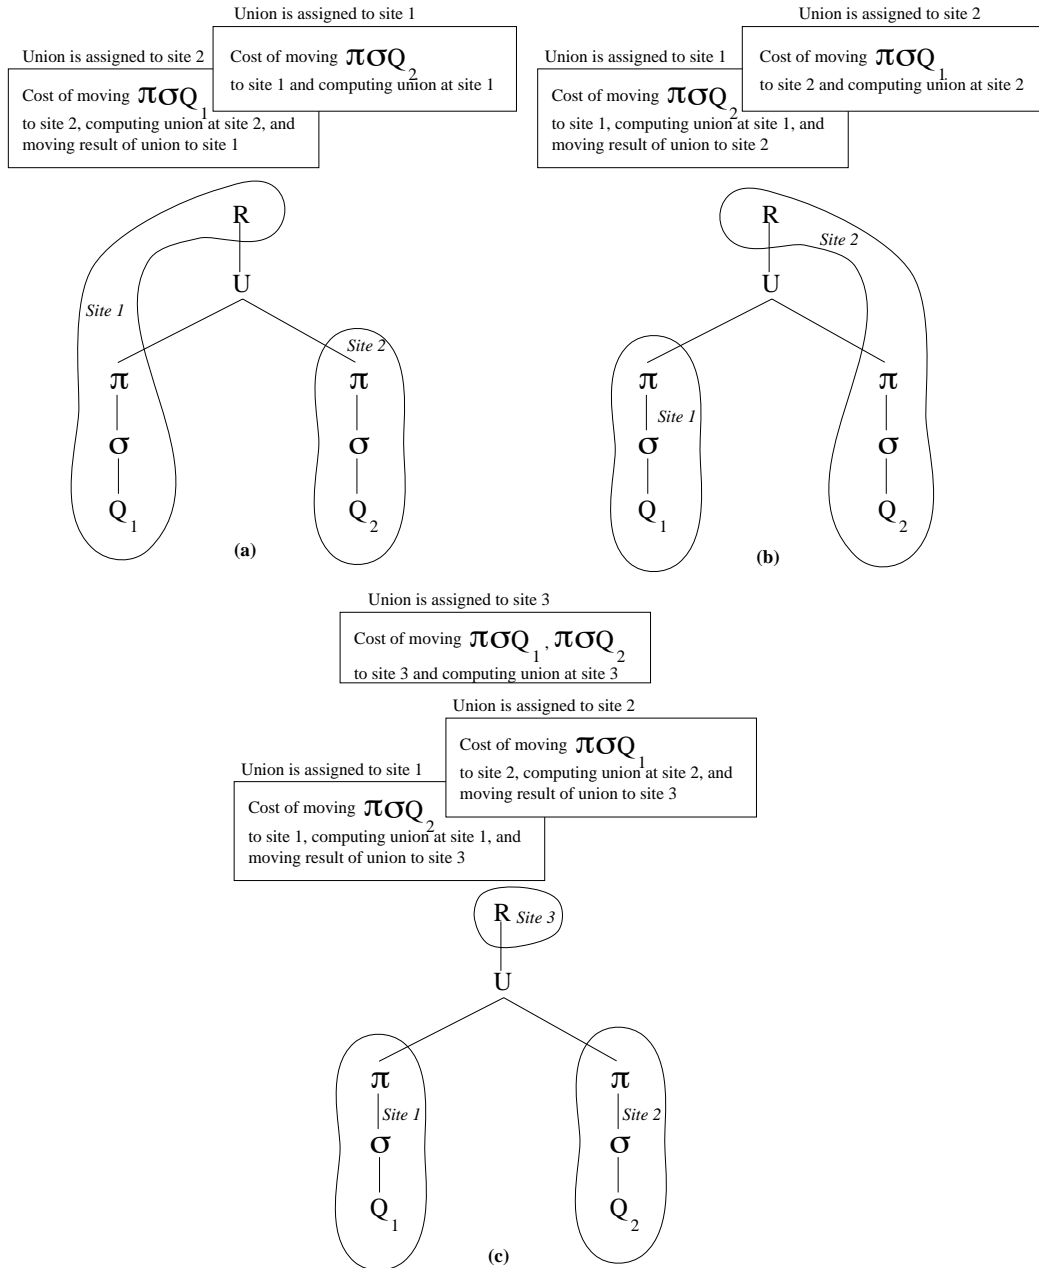 Union is assigned to site 1
Cost of moving πσQ2
to site 1 and computing union at site 1
Union is assigned to site 2
Cost of moving πσQ1
to site 2, computing union at site 2, and
moving result of union to site 1
R
U
Site 1
Site 2
π
π
σ
σ
Q1
Q2
(a)
Union is assigned to site 2
Cost of moving πσQ1
to site 2 and computing union at site 2
Union is assigned to site 1
Cost of moving πσQ2
to site 1, computing union at site 1, and
moving result of union to site 2
R
Site 2
U
π
π
Site 1
σ
σ
Q1
Q2
(b)
Union is assigned to site 3
Cost of moving πσQ1, πσQ2
to site 3 and computing union at site 3
Union is assigned to site 2
Cost of moving πσQ1
to site 2, computing union at site 2, and
moving result of union to site 3
Union is assigned to site 1
Cost of moving πσQ2
to site 1, computing union at site 1, and
moving result of union to site 3
R Site 3
U
π
π
Site 1
Site 2
σ
σ
Q1
Q2
(c)